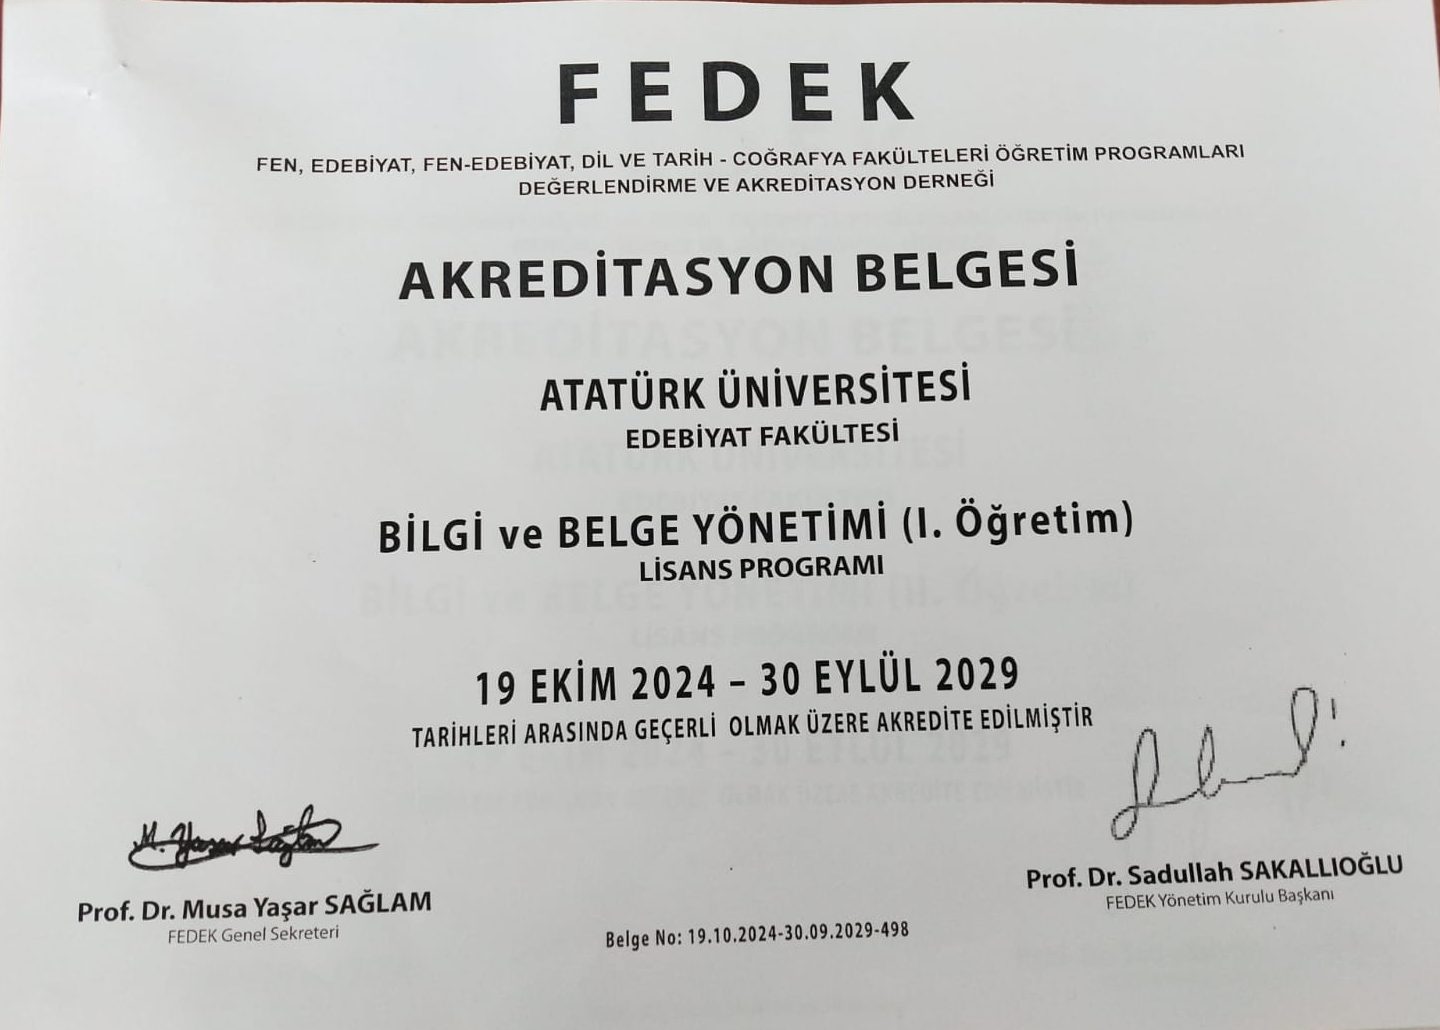 FEDEK
FEN, EDEBİYAT, FEN-EDEBİYAT, DİL VE TARİH - COĞRAFYA FAKÜLTELERİ ÖĞRETİM PROGRAMLARI
DEĞERLENDİRME VE AKREDİTASYON DERNEĞİ
AKREDİTASYON BELGESİ
ATATÜRK ÜNİVERSİTESİ
EDEBİYAT FAKÜLTESİ
BİLGİ ve BELGE YÖNETİMİ (I. Öğretim)
LİSANS PROGRAMI
19 EKİM 2024 – 30 EYLÜL 2029
TARİHLERİ ARASINDA GEÇERLİ OLMAK ÜZERE AKREDİTE EDİLMİŞTİR
Prof. Dr. Musa Yaşar SAĞLAM
FEDEK Genel Sekreteri
Prof. Dr. Sadullah SAKALLIOĞLU
FEDEK Yönetim Kurulu Başkanı
Belge No: 19.10.2024-30.09.2029-498